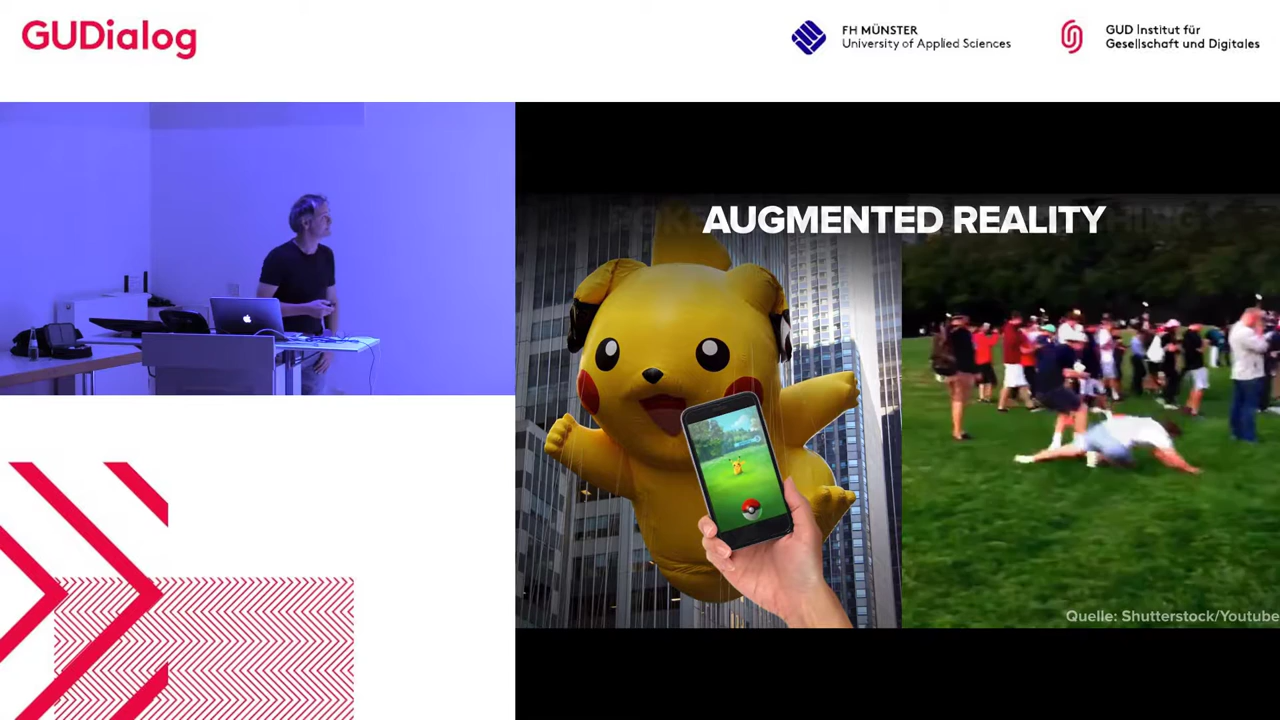 GUDialog
FH MÜNSTER
University of Applied Sciences
GUD Institut für
Gesellschaft und Digitales
AUGMENTED REALITY
Quelle: Shutterstock/Youtube